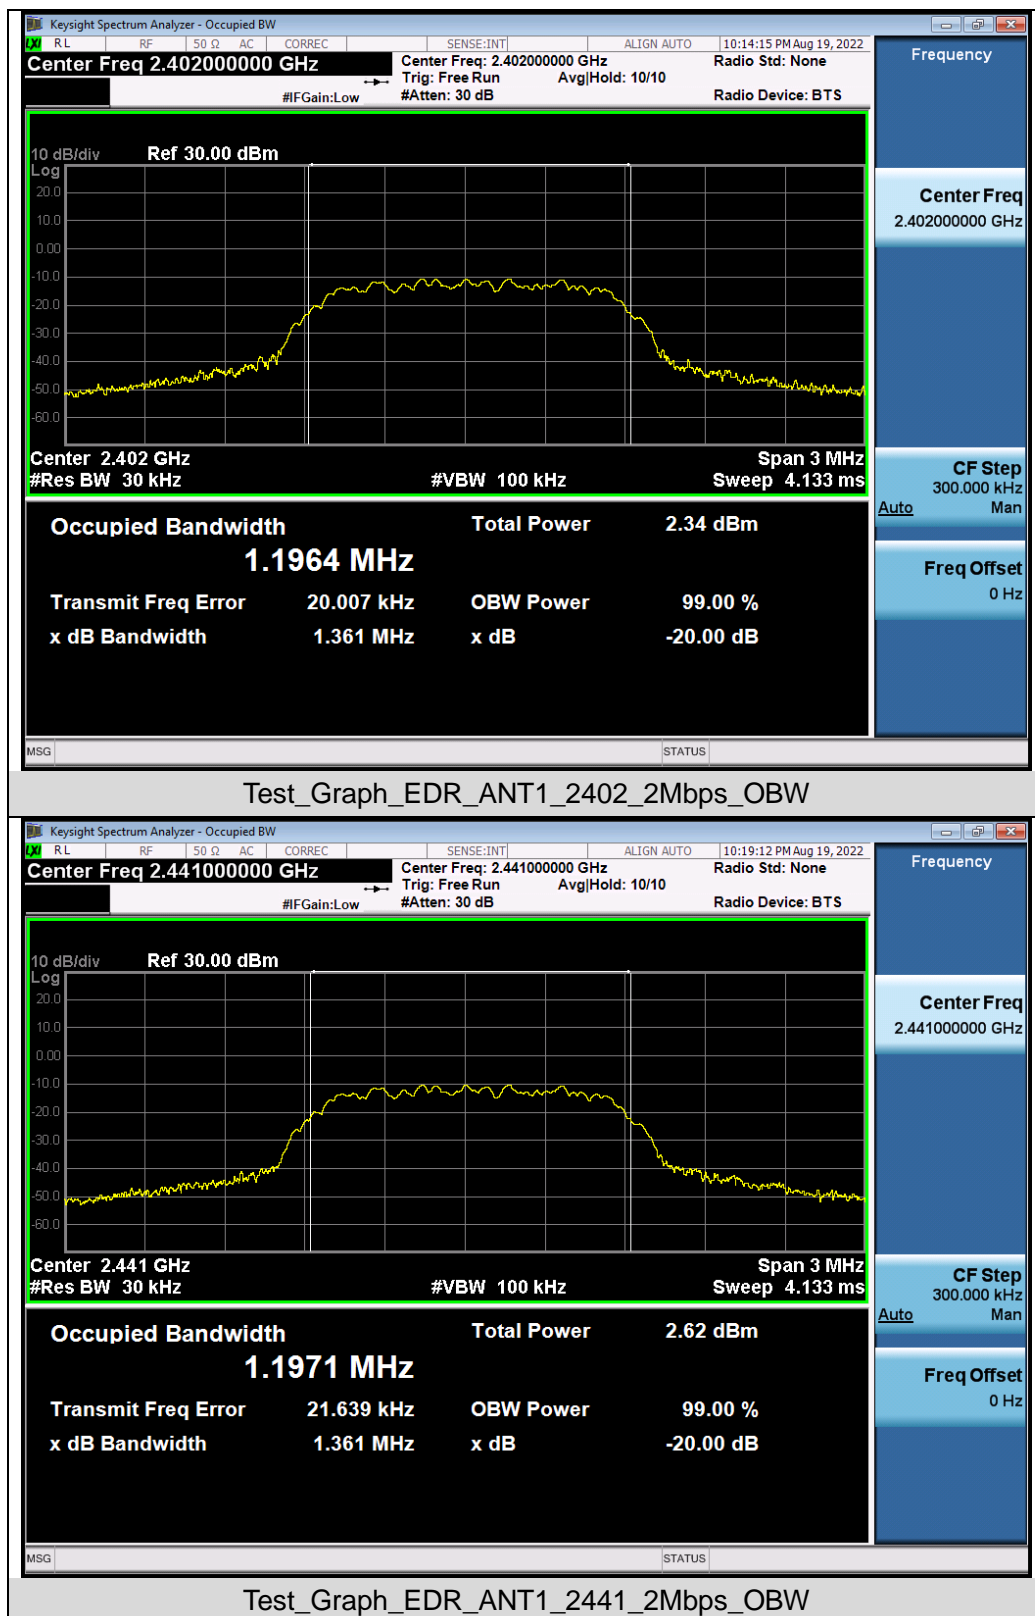 Keysight Spectrum Analyzer - Occupied BW
LXI RL RF 50 Ω AC CORREC SENSE:INT ALIGN AUTO 10:14:15 PM Aug 19, 2022
Center Freq 2.402000000 GHz
Center Freq: 2.402000000 GHz
Radio Std: None
Trig: Free Run Avg|Hold: 10/10
#IFGain:Low
#Atten: 30 dB
Radio Device: BTS
Frequency
10 dB/div Ref 30.00 dBm
Log
20.0
10.0
0.00
-10.0
-20.0
-30.0
-40.0
-50.0
-60.0
Center Freq
2.402000000 GHz
Center 2.402 GHz Span 3 MHz
#Res BW 30 kHz #VBW 100 kHz Sweep 4.133 ms
CF Step
300.000 kHz
Auto Man
Freq Offset
0 Hz
Occupied Bandwidth Total Power 2.34 dBm
1.1964 MHz
Transmit Freq Error 20.007 kHz OBW Power 99.00 %
x dB Bandwidth 1.361 MHz x dB -20.00 dB
MSG STATUS
Test_Graph_EDR_ANT1_2402_2Mbps_OBW
Keysight Spectrum Analyzer - Occupied BW
LXI RL RF 50 Ω AC CORREC SENSE:INT ALIGN AUTO 10:19:12 PM Aug 19, 2022
Center Freq 2.441000000 GHz
Center Freq: 2.441000000 GHz
Radio Std: None
Trig: Free Run Avg|Hold: 10/10
#IFGain:Low
#Atten: 30 dB
Radio Device: BTS
Frequency
10 dB/div Ref 30.00 dBm
Log
20.0
10.0
0.00
-10.0
-20.0
-30.0
-40.0
-50.0
-60.0
Center Freq
2.441000000 GHz
Center 2.441 GHz Span 3 MHz
#Res BW 30 kHz #VBW 100 kHz Sweep 4.133 ms
CF Step
300.000 kHz
Auto Man
Freq Offset
0 Hz
Occupied Bandwidth Total Power 2.62 dBm
1.1971 MHz
Transmit Freq Error 21.639 kHz OBW Power 99.00 %
x dB Bandwidth 1.361 MHz x dB -20.00 dB
MSG STATUS
Test_Graph_EDR_ANT1_2441_2Mbps_OBW